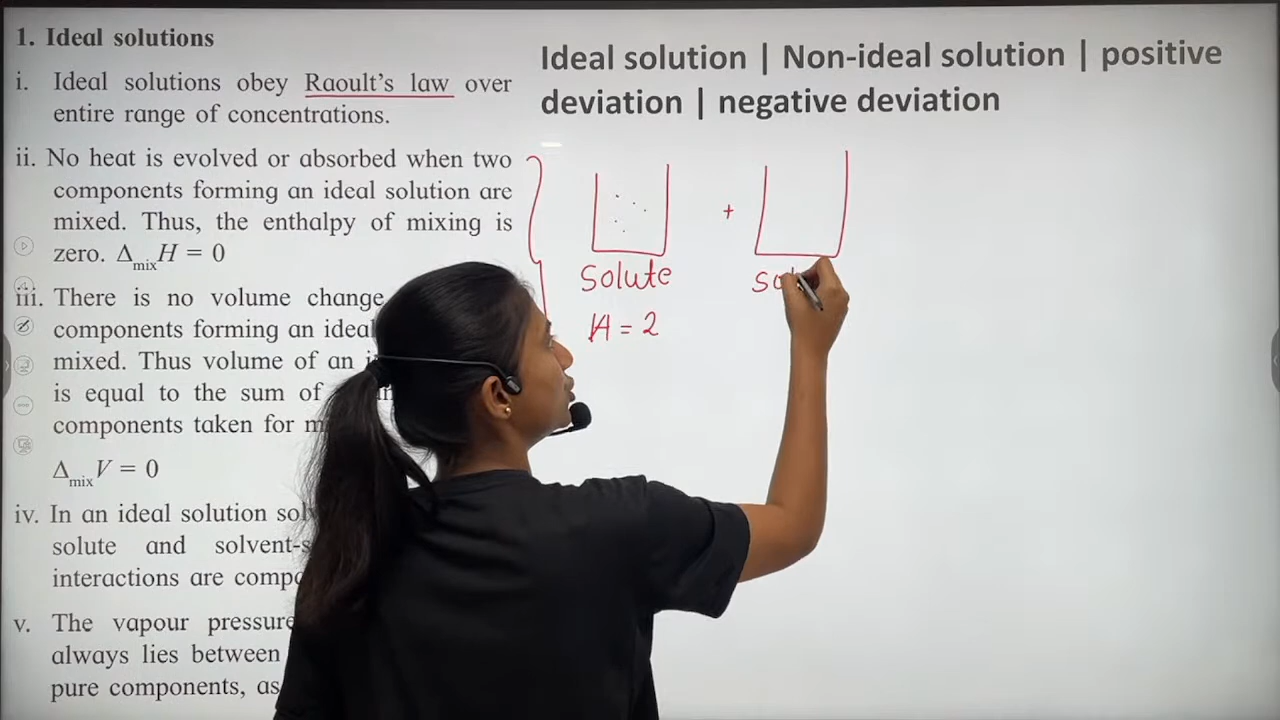 1. Ideal solutions
i. Ideal solutions obey Raoult's law over
entire range of concentrations.
ii. No heat is evolved or absorbed when two
components forming an ideal solution are
mixed. Thus, the enthalpy of mixing is
zero. ΔmixH = 0
iii. There is no volume change
components forming an ideal
mixed. Thus volume of an
is equal to the sum of
components taken for
ΔmixV = 0
iv. In an ideal solution
solute and
interactions are
v. The vapour pressure
always lies between
pure components, as
Ideal solution | Non-ideal solution | positive
deviation | negative deviation
+
Solute
H = 2